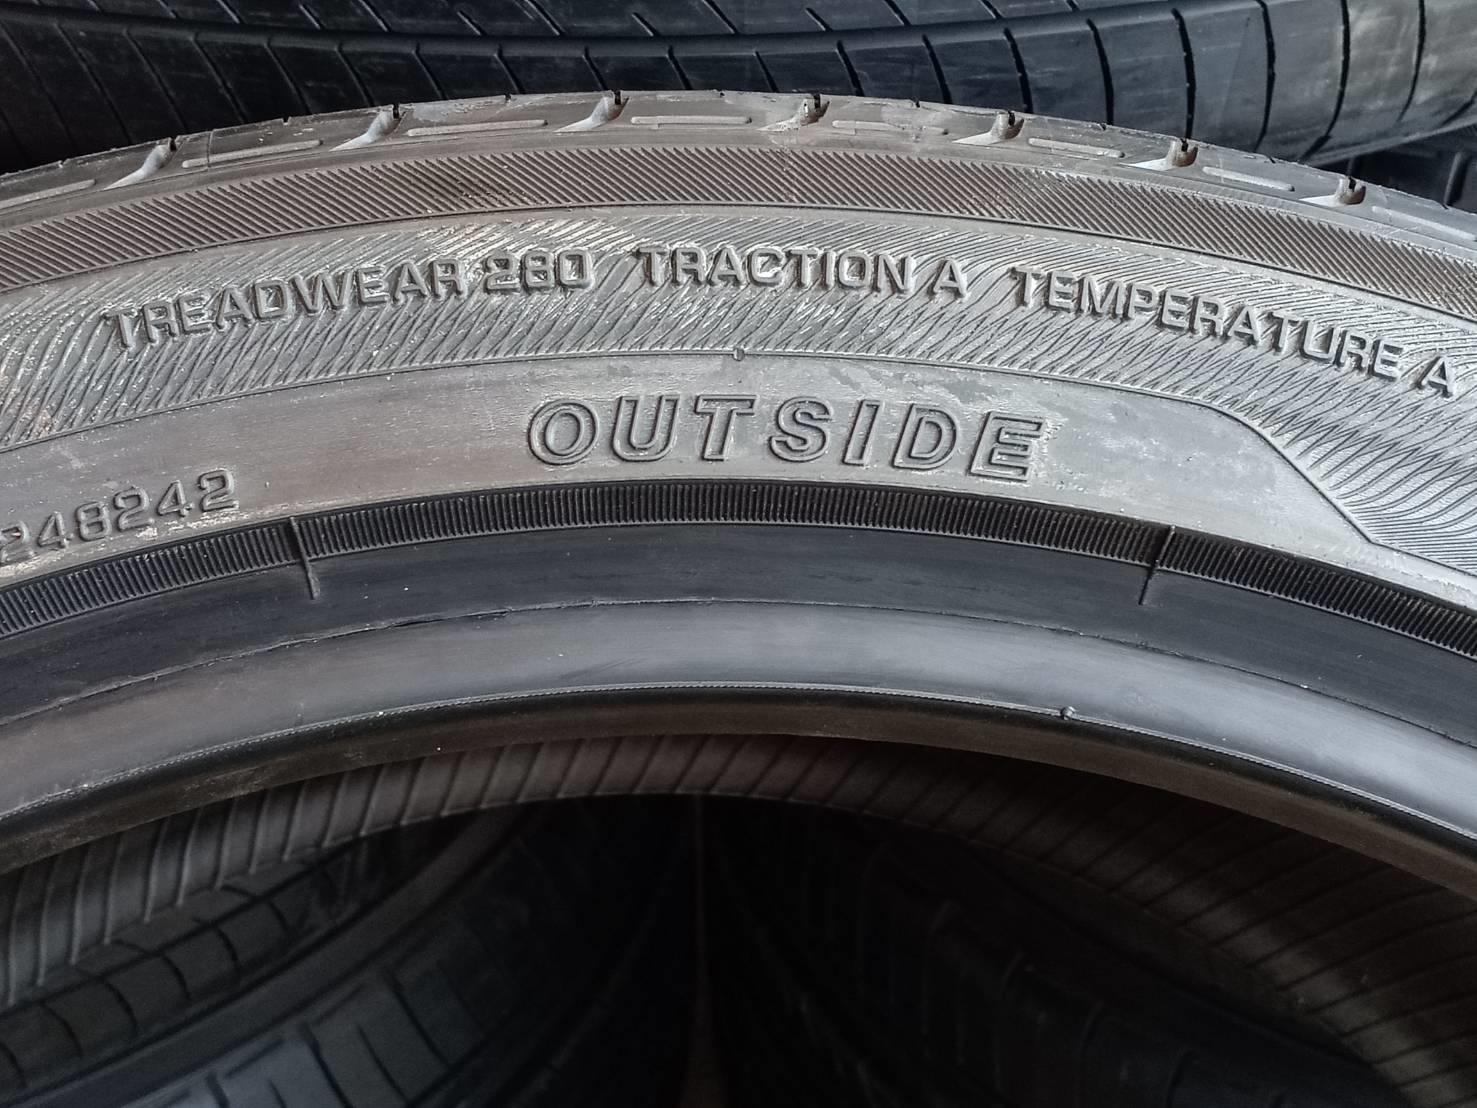 TREADWEAR 280 TRACTION A TEMPERATURE A
OUTSIDE
248242